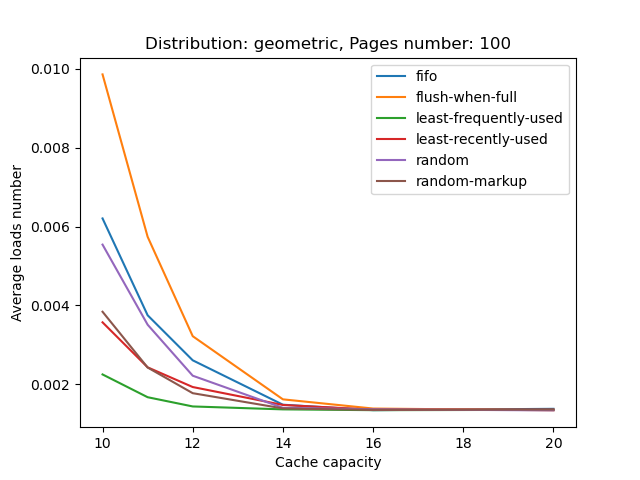 Distribution: geometric, Pages number: 100
fifo
flush-when-full
least-frequently-used
least-recently-used
random
random-markup
Average loads number
0.010
0.008
0.006
0.004
0.002
10 12 14 16 18 20
Cache capacity